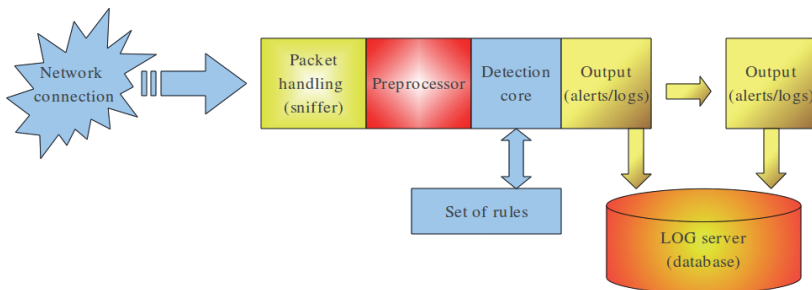 Network
connection
Packet
handling
(sniffer)
Preprocessor
Detection
core
Output
(alerts/logs)
Output
(alerts/logs)
Set of rules
LOG server
(database)